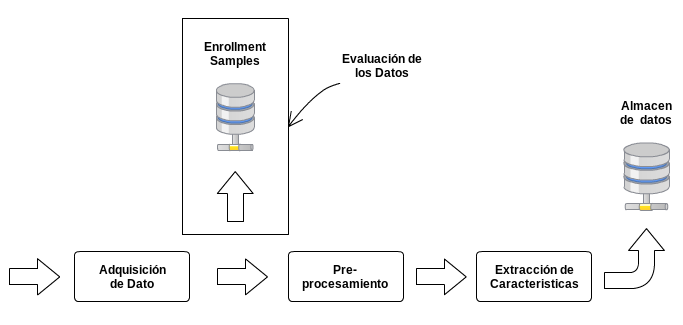 Enrollment
Samples
Evaluación de
los Datos
Almacen
de datos
Adquisición
de Dato
Pre-
procesamiento
Extracción de
Caracteristicas